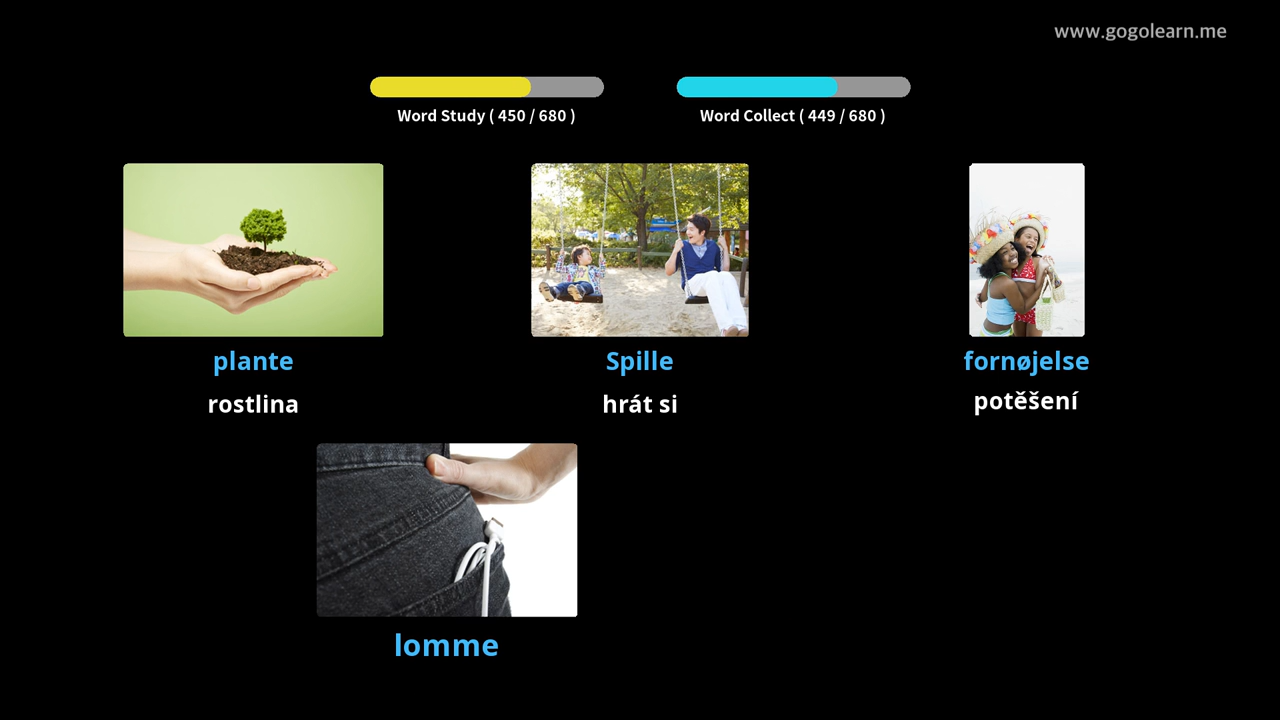 www.gogolearn.me
Word Study ( 450 / 680 )
Word Collect ( 449 / 680 )
plante
Spille
fornøjelse
rostlina
hrát si
potěšení
lomme